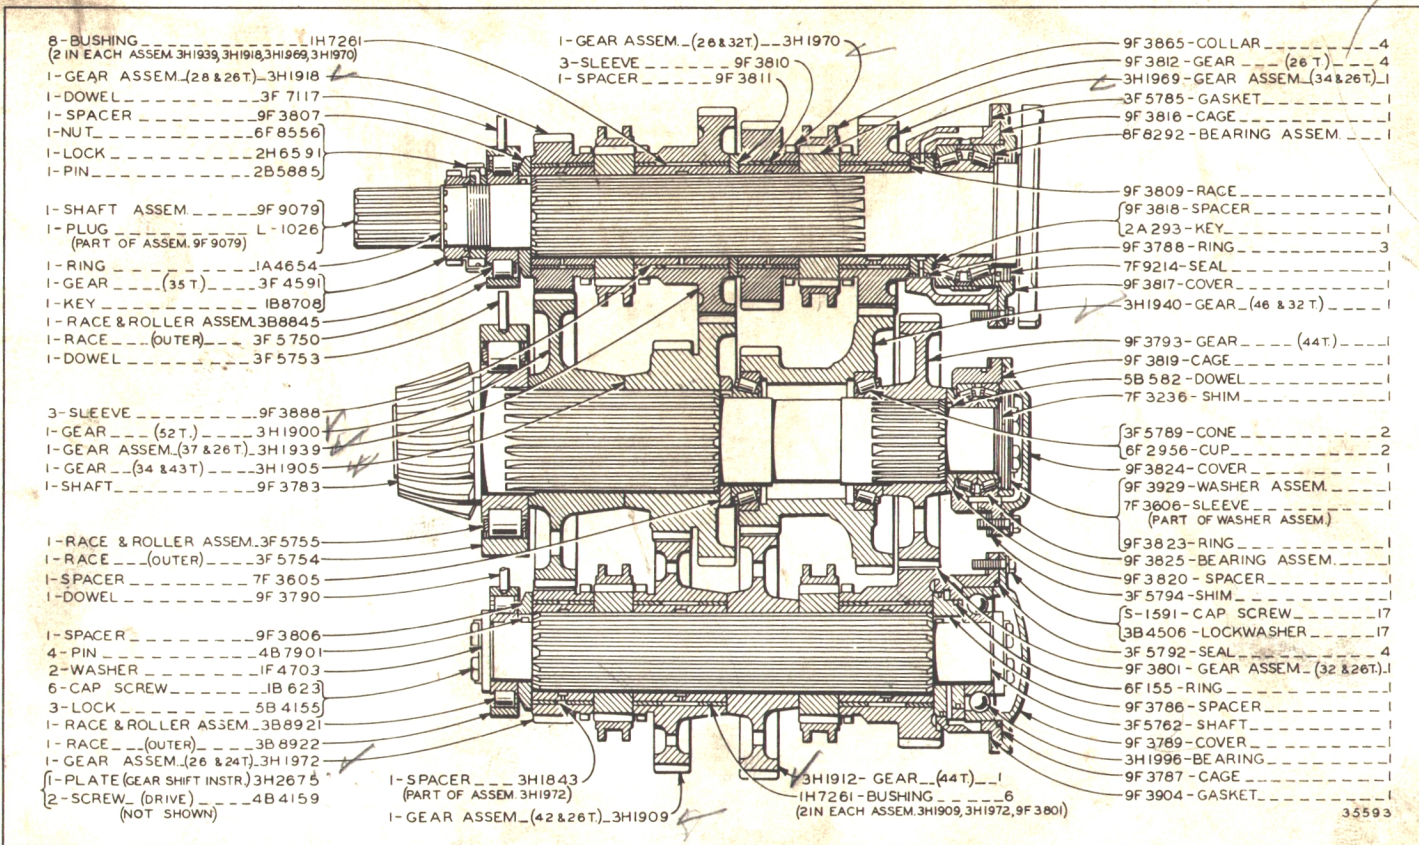 8-BUSHING 1H7261
(2 IN EACH ASSEM. 3H1939, 3H1918, 3H1969, 3H1970)
1-GEAR ASSEM. (28 & 26T.) 3H1918
1-DOWEL 3F7117
1-SPACER 9F3807
1-NUT 6F8556
1-LOCK 2H6591
1-PIN 2B5885
1-SHAFT ASSEM. 9F9079
1-PLUG L-1026
(PART OF ASSEM. 9F9079)
1-RING 1A4654
1-GEAR (35 T.) 3F4591
1-KEY 1B8708
1-RACE & ROLLER ASSEM. 3B8845
1-RACE (OUTER) 3F5750
1-DOWEL 3F5753
3-SLEEVE 9F3888
1-GEAR (52T.) 3H1900
1-GEAR ASSEM. (37 & 26T.) 3H1939
1-GEAR (34 & 43T.) 3H1905
1-SHAFT 9F3783
1-RACE & ROLLER ASSEM. 3F5755
1-RACE (OUTER) 3F5754
1-SPACER 7F3605
1-DOWEL 9F3790
1-SPACER 9F3806
4-PIN 4B7901
2-WASHER 1F4703
6-CAP SCREW 1B623
3-LOCK 5B4155
1-RACE & ROLLER ASSEM. 3B8921
1-RACE (OUTER) 3B8922
1-GEAR ASSEM. (26 & 24T.) 3H1972
1-PLATE (GEAR SHIFT INSTR.) 3H2675
2-SCREW (DRIVE) 4B4159
(NOT SHOWN)
1-GEAR ASSEM. (26 & 32T.) 3H1970
3-SLEEVE 9F3810
1-SPACER 9F3811
1-SPACER 3H1843
(PART OF ASSEM. 3H1972)
1-GEAR ASSEM. (42 & 26T.) 3H1909
3H1912-GEAR (44T.) 1
1H7261-BUSHING 6
(2 IN EACH ASSEM. 3H1909, 3H1972, 9F3801)
9F3865-COLLAR 4
9F3812-GEAR (26 T.) 4
3H1969-GEAR ASSEM. (34 & 26T.) 1
3F5785-GASKET 1
9F3816-CAGE 1
8F8292-BEARING ASSEM. 1
9F3809-RACE 1
9F3818-SPACER 1
2A293-KEY 1
9F3788-RING 3
7F9214-SEAL 1
9F3817-COVER 1
3H1940-GEAR (46 & 32 T.) 1
9F3793-GEAR (44T.) 1
9F3819-CAGE 1
5B582-DOWEL 1
7F3236-SHIM 1
3F5789-CONE 2
6F2956-CUP 2
9F3824-COVER 1
9F3929-WASHER ASSEM. 1
7F3606-SLEEVE 1
(PART OF WASHER ASSEM.)
9F3823-RING 1
9F3825-BEARING ASSEM. 1
9F3820-SPACER 1
3F5794-SHIM 1
S-1591-CAP SCREW 17
3B4506-LOCKWASHER 17
3F5792-SEAL 4
9F3801-GEAR ASSEM. (32 & 26T.) 1
6F155-RING 1
9F3786-SPACER 1
3F5762-SHAFT 1
9F3789-COVER 1
3H1996-BEARING 1
9F3787-CAGE 1
9F3904-GASKET 1
35593